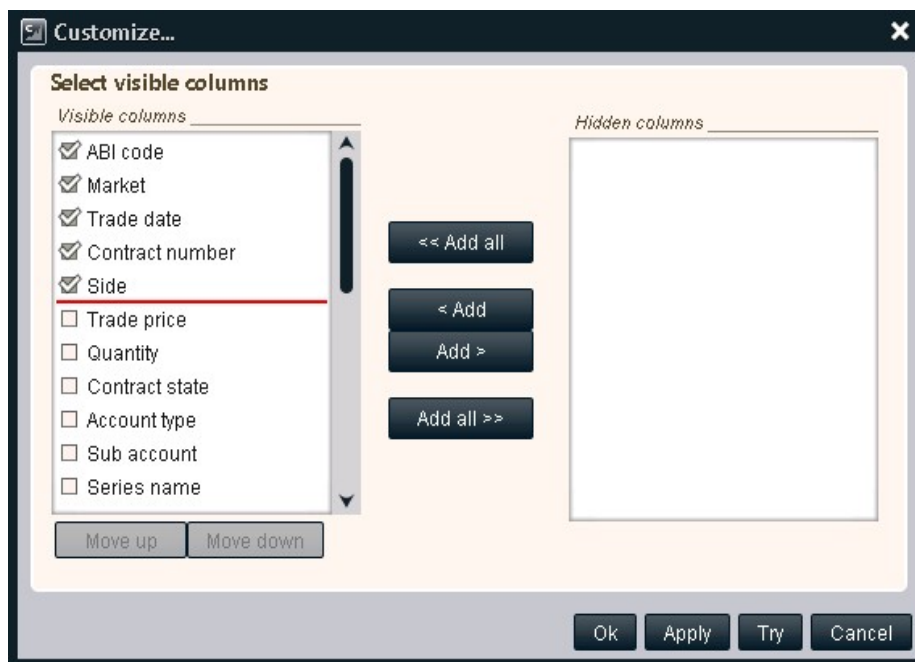 Customize...
Select visible columns
Visible columns
ABI code
Market
Trade date
Contract number
Side
Trade price
Quantity
Contract state
Account type
Sub account
Series name
Move up
Move down
<< Add all
< Add
Add >
Add all >>
Hidden columns
Ok
Apply
Try
Cancel